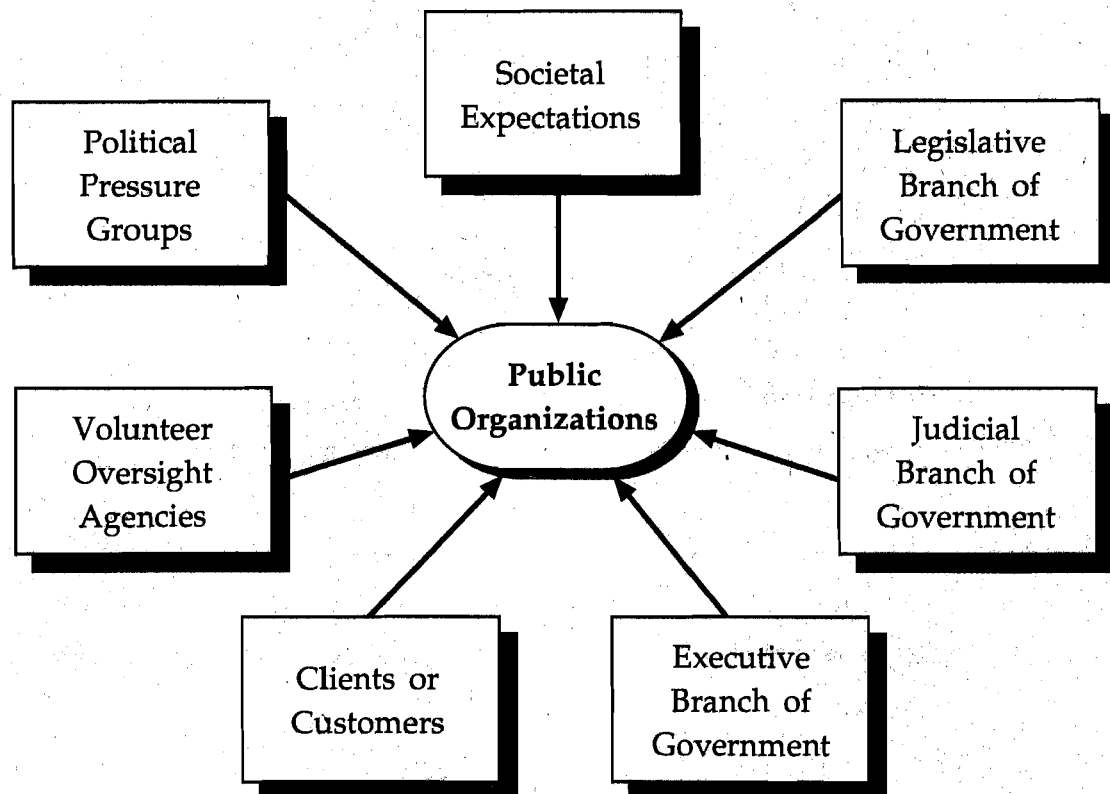 Societal
Expectations
Political
Pressure
Groups
Legislative
Branch of
Government
Public
Organizations
Volunteer
Oversight
Agencies
Judicial
Branch of
Government
Clients or
Customers
Executive
Branch of
Government